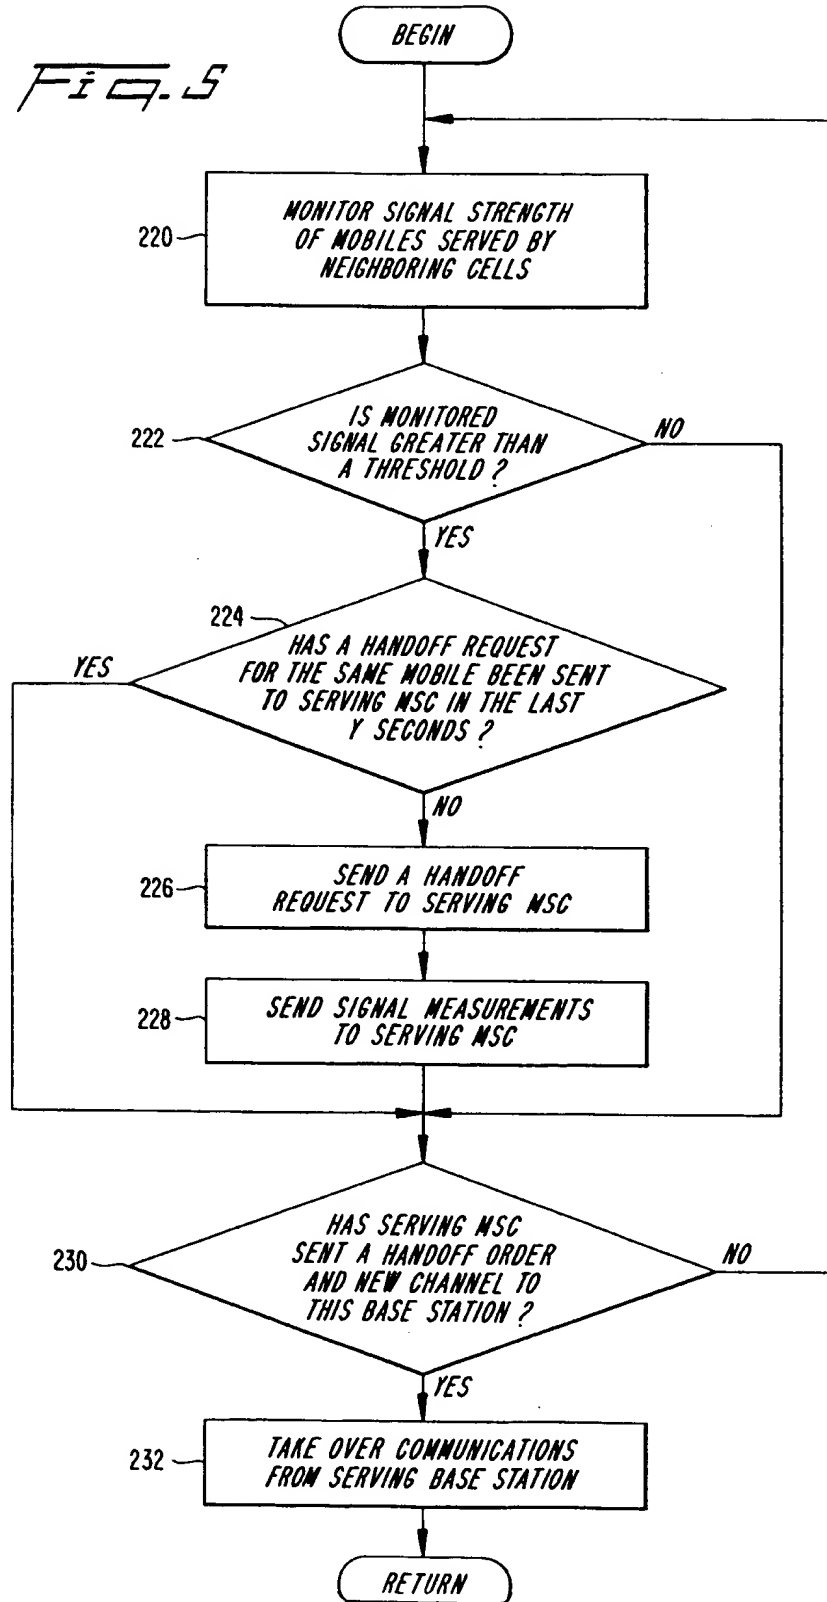 BEGIN
Fig. 5
220
MONITOR SIGNAL STRENGTH
OF MOBILES SERVED BY
NEIGHBORING CELLS
222
IS MONITORED
SIGNAL GREATER THAN
A THRESHOLD ?
NO
YES
224
HAS A HANDOFF REQUEST
FOR THE SAME MOBILE BEEN SENT
TO SERVING MSC IN THE LAST
Y SECONDS ?
YES
NO
226
SEND A HANDOFF
REQUEST TO SERVING MSC
228
SEND SIGNAL MEASUREMENTS
TO SERVING MSC
230
HAS SERVING MSC
SENT A HANDOFF ORDER
AND NEW CHANNEL TO
THIS BASE STATION ?
NO
YES
232
TAKE OVER COMMUNICATIONS
FROM SERVING BASE STATION
RETURN